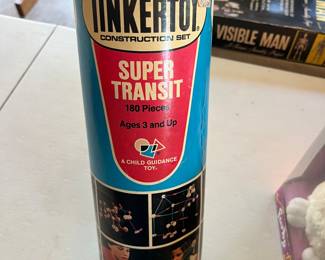 TINKERTOY®
CONSTRUCTION SET
SUPER
TRANSIT
180 Pieces
Ages 3 and Up
A CHILD GUIDANCE
TOY.
VISIBLE MAN